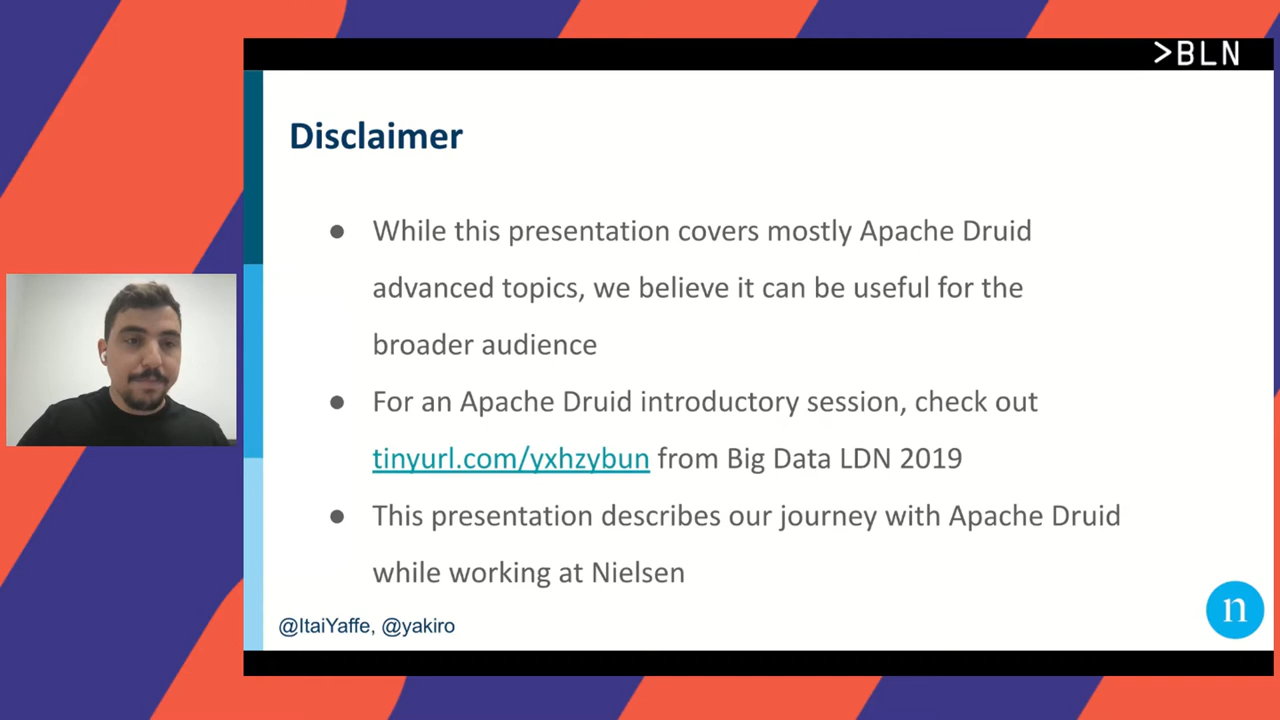 >BLN
Disclaimer
● While this presentation covers mostly Apache Druid
advanced topics, we believe it can be useful for the
broader audience
● For an Apache Druid introductory session, check out
tinyurl.com/yxhzybun from Big Data LDN 2019
● This presentation describes our journey with Apache Druid
while working at Nielsen
@ItaiYaffe, @yakiro
n